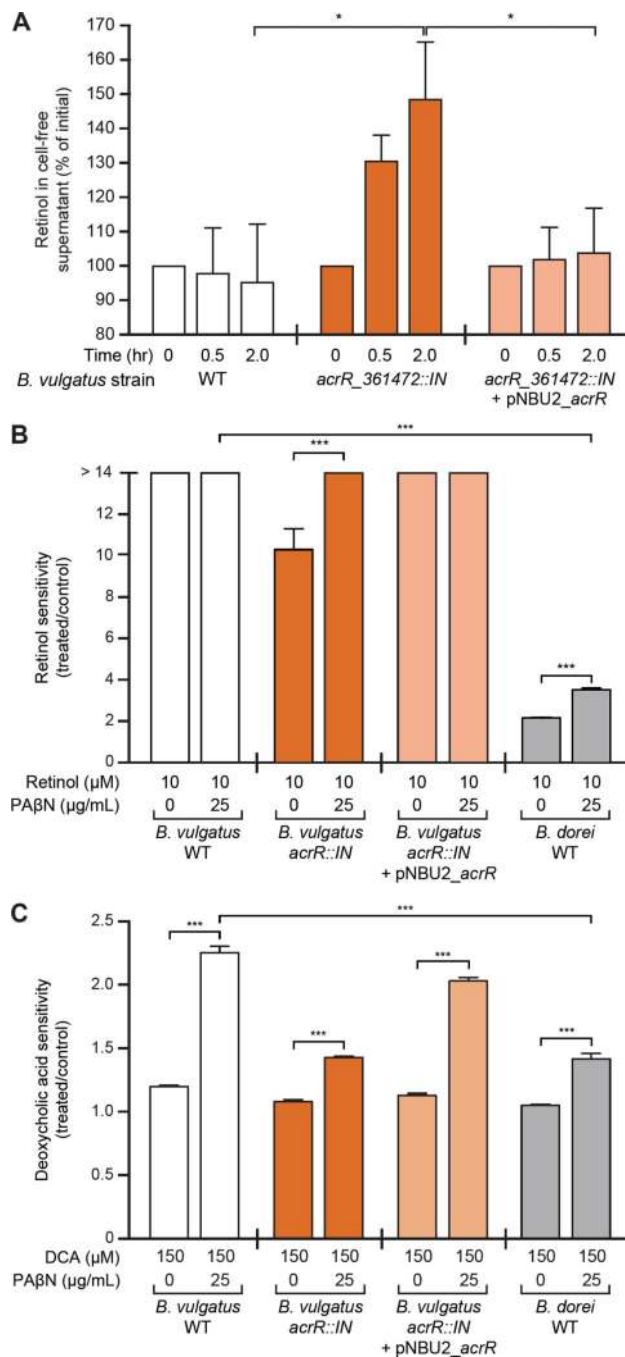 A
* *
Retinol in cell-free
supernatant (% of initial)
170
160
150
140
130
120
110
100
90
80
Time (hr) 0 0.5 2.0 0 0.5 2.0 0 0.5 2.0
B. vulgatus strain WT acrR_361472::IN acrR_361472::IN
+ pNBU2_acrR
B
***
***
***
Retinol sensitivity
(treated/control)
> 14
12
10
8
6
4
2
0
Retinol (µM) 10 10 10 10 10 10 10 10
PAβN (µg/mL) 0 25 0 25 0 25 0 25
B. vulgatus B. vulgatus B. vulgatus B. dorei
WT acrR::IN acrR::IN WT
+ pNBU2_acrR
C
***
*** *** *** ***
Deoxycholic acid sensitivity
(treated/control)
2.5
2.0
1.5
1.0
0.5
0
DCA (µM) 150 150 150 150 150 150 150 150
PAβN (µg/mL) 0 25 0 25 0 25 0 25
B. vulgatus B. vulgatus B. vulgatus B. dorei
WT acrR::IN acrR::IN WT
+ pNBU2_acrR